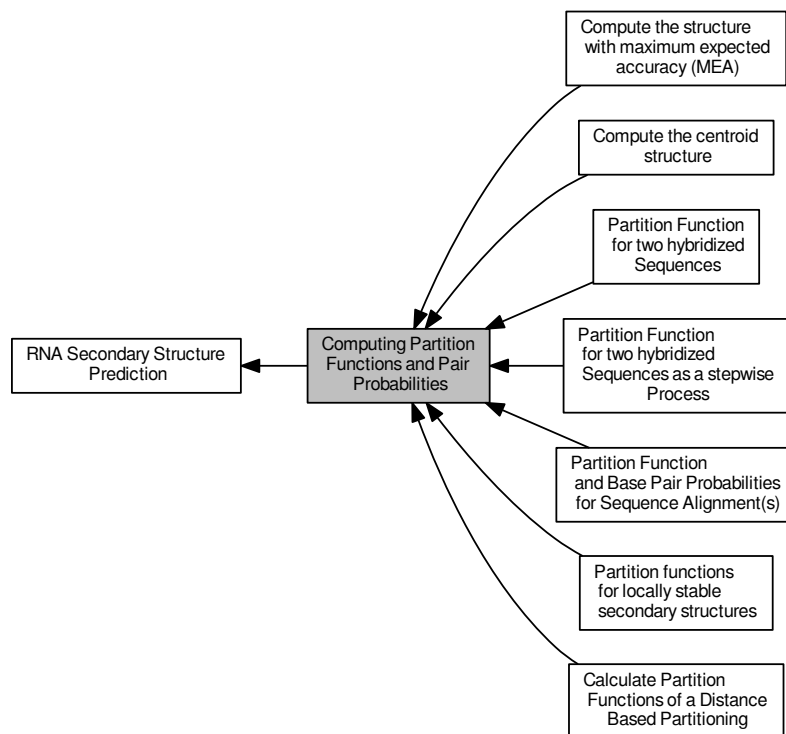 Compute the structure
with maximum expected
accuracy (MEA)
Compute the centroid
structure
Partition Function
for two hybridized
Sequences
RNA Secondary Structure
Prediction
Computing Partition
Functions and Pair
Probabilities
Partition Function
for two hybridized
Sequences as a stepwise
Process
Partition Function
and Base Pair Probabilities
for Sequence Alignment(s)
Partition functions
for locally stable
secondary structures
Calculate Partition
Functions of a Distance
Based Partitioning